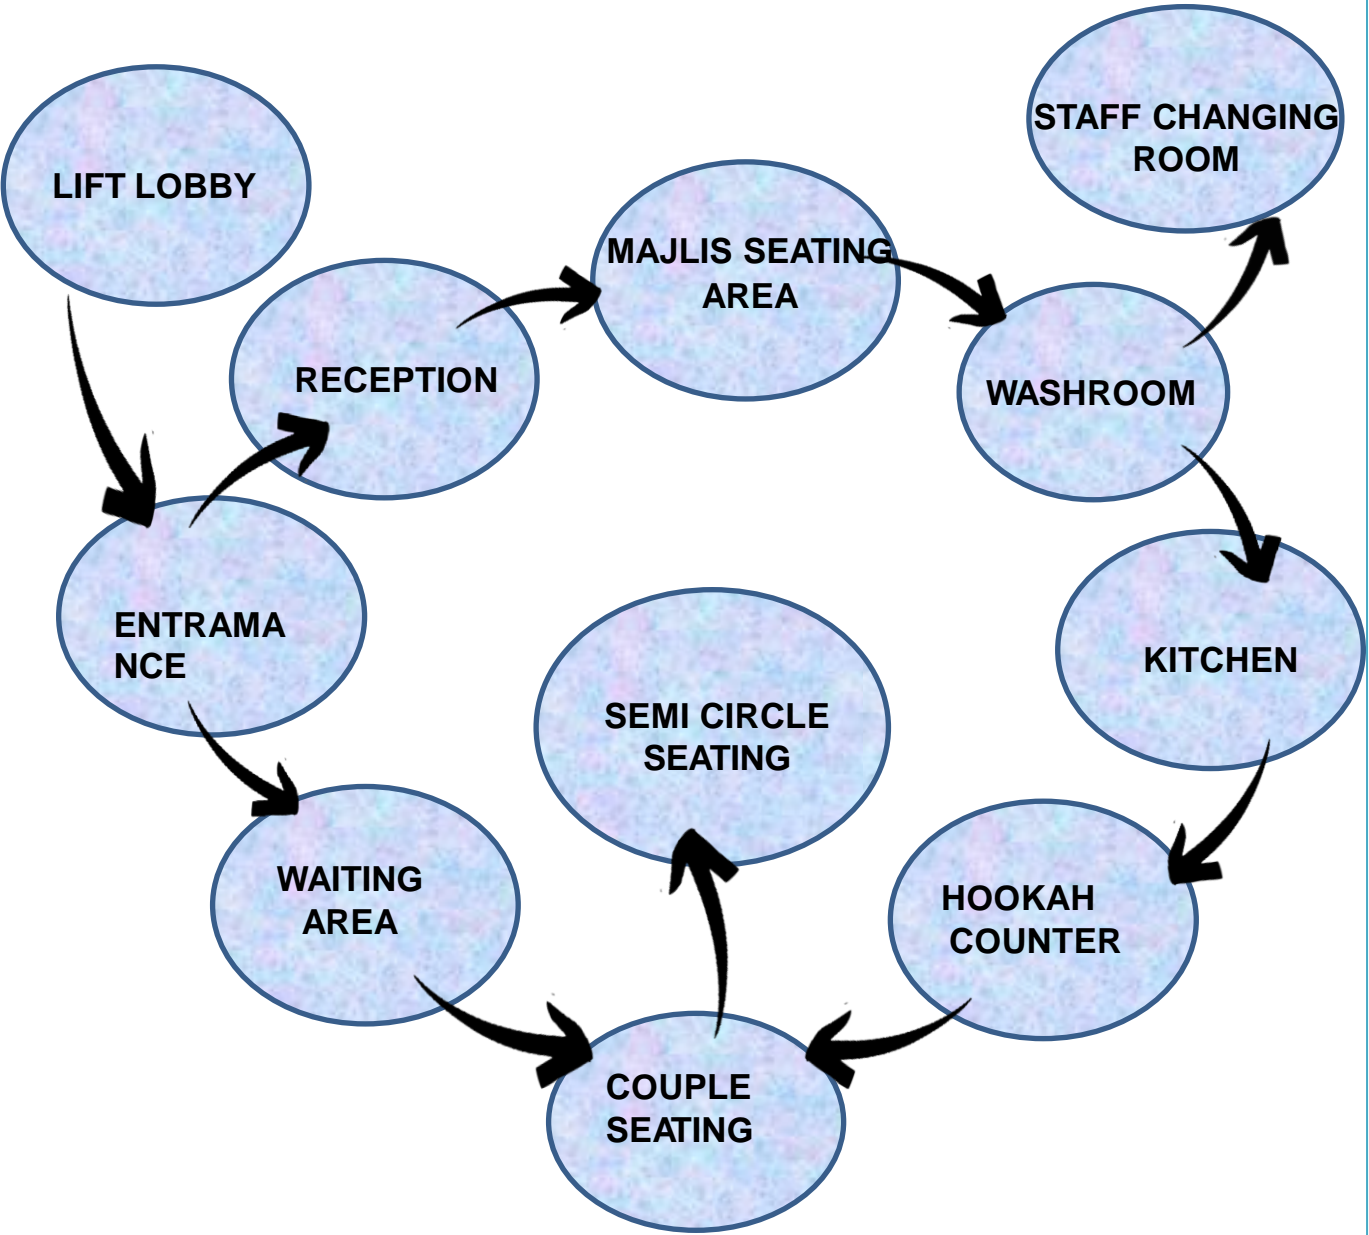 STAFF CHANGING
ROOM
LIFT LOBBY
MAJLIS SEATING
AREA
RECEPTION
WASHROOM
ENTRAMA
NCE
KITCHEN
SEMI CIRCLE
SEATING
WAITING
AREA
HOOKAH
COUNTER
COUPLE
SEATING